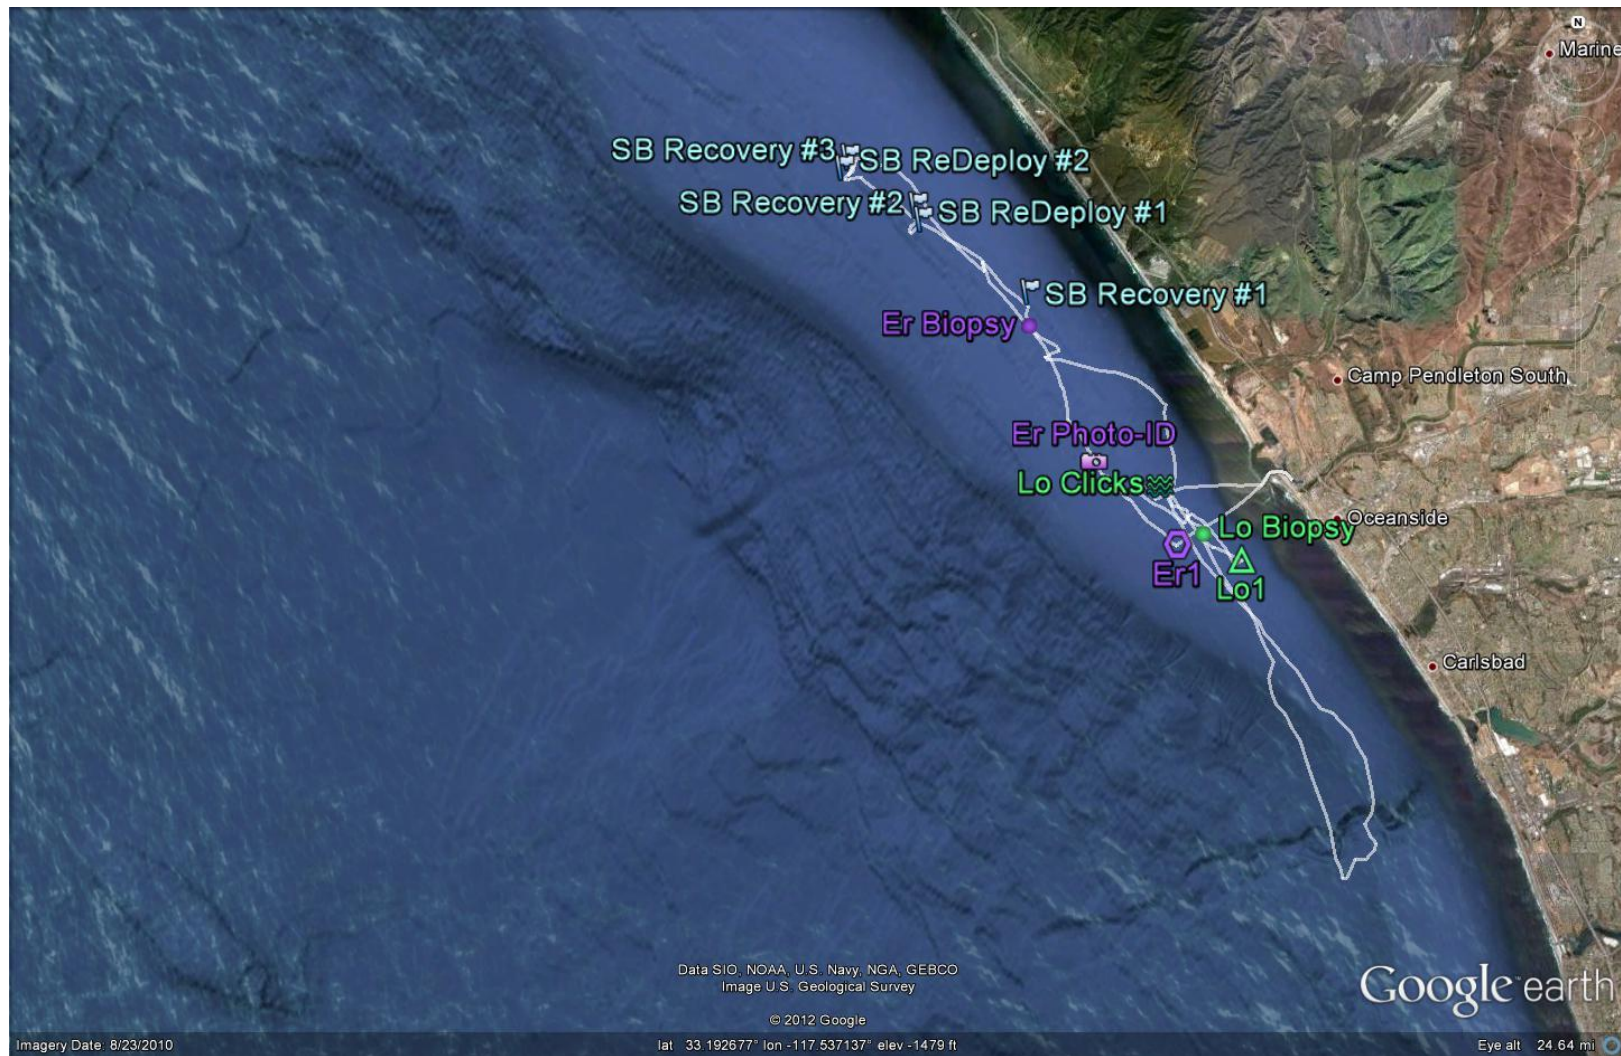 N
Marine
SB Recovery #3
SB ReDeploy #2
SB Recovery #2
SB ReDeploy #1
SB Recovery #1
Er Biopsy
Camp Pendleton South
Er Photo-ID
Lo Clicks
Oceanside
Lo Biopsy
Er1
Lo1
Carlsbad
Data SIO, NOAA, U.S. Navy, NGA, GEBCO
Image U.S. Geological Survey
© 2012 Google
Google earth
Imagery Date: 8/23/2010
lat 33.192677° lon -117.537137° elev -1479 ft
Eye alt 24.64 mi